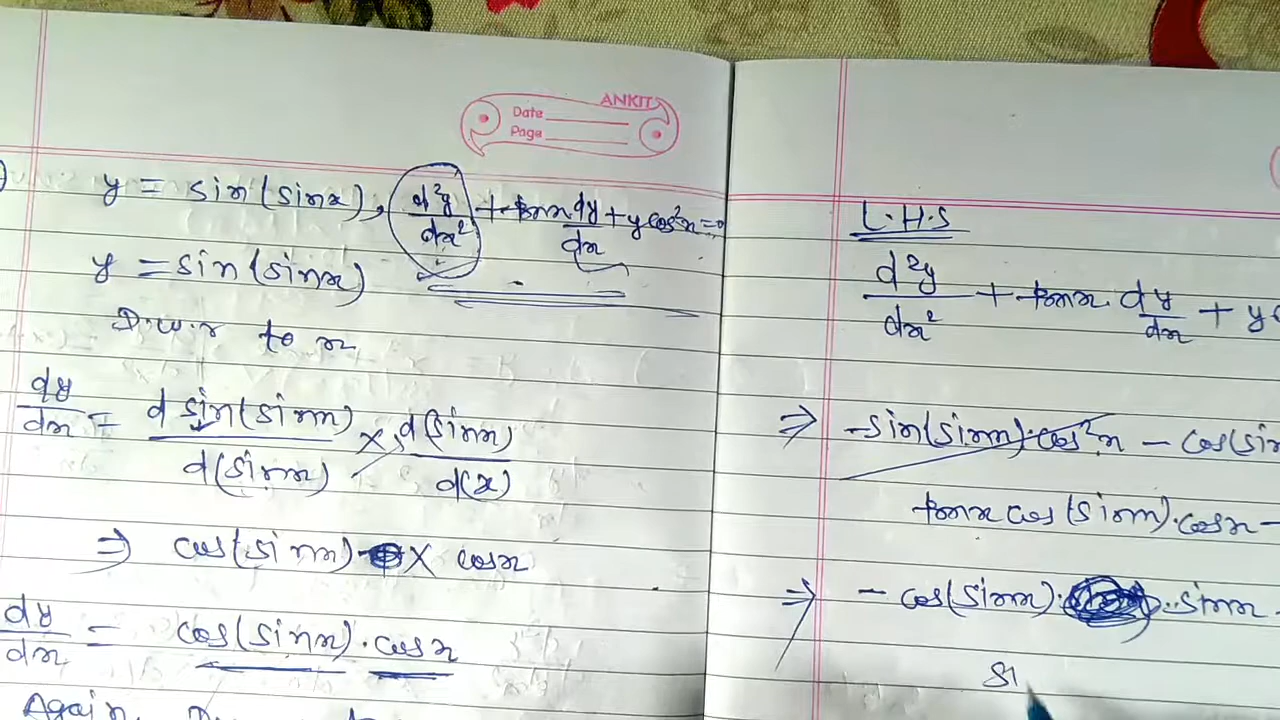 ANKIT
Date
Page
y = sin(sinx), d²y/dx² + tanx dy/dx + y cos²x = 0
y = sin(sinx)
D.w.r to x
dy/dx = d sin(sinx)/d(sinx) × d(sinx)/d(x)
⇒ cos(sinx) × cosx
dy/dx = cos(sinx) . cosx
Again,
L.H.S
d²y/dx² + tanx . dy/dx + y
⇒ -sin(sinx) . cos²x - cos(sin
tanx cos(sinx) . cosx -
⇒ - cos(sinx) . . sinx
si